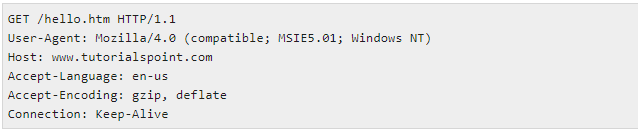 GET /hello.htm HTTP/1.1
User-Agent: Mozilla/4.0 (compatible; MSIE5.01; Windows NT)
Host: www.tutorialspoint.com
Accept-Language: en-us
Accept-Encoding: gzip, deflate
Connection: Keep-Alive